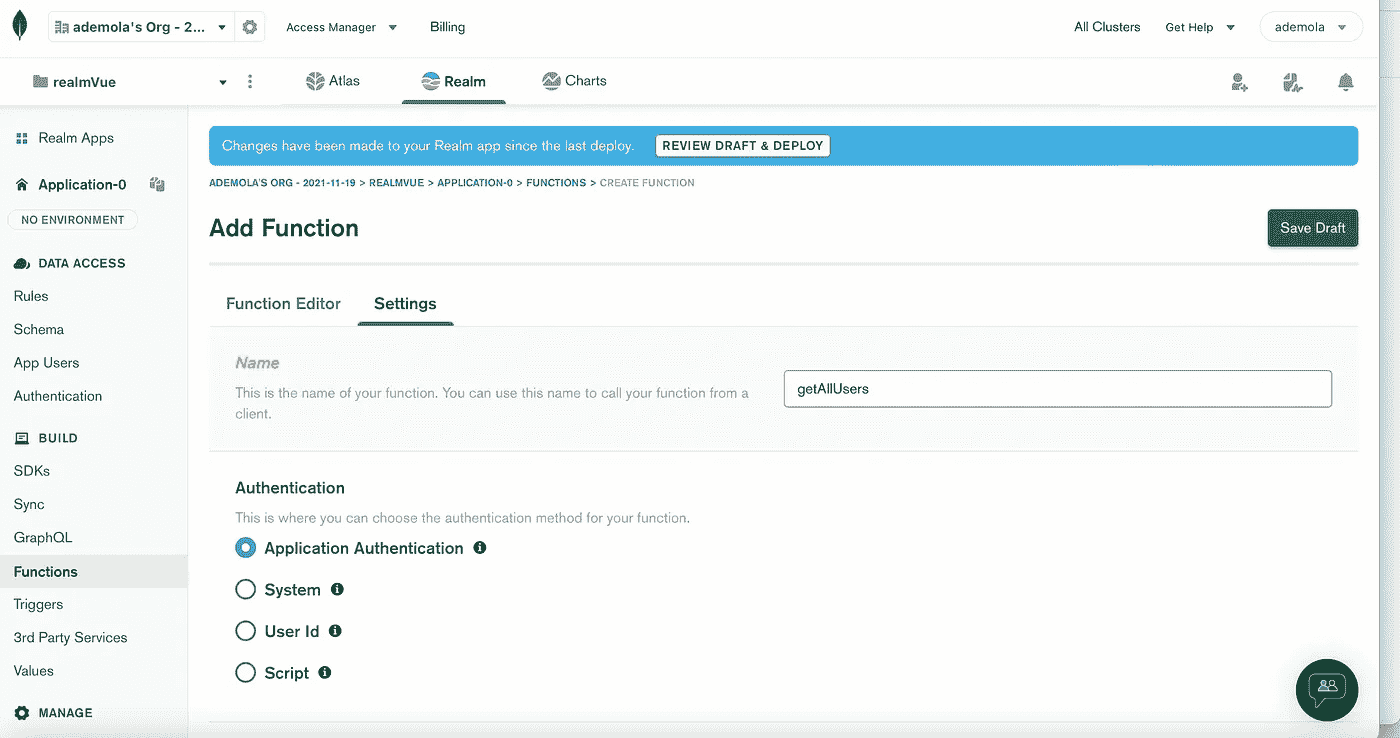 ademola's Org - 2... Access Manager Billing All Clusters Get Help ademola
realmVue Atlas Realm Charts
Realm Apps
Application-0
NO ENVIRONMENT
DATA ACCESS
Rules
Schema
App Users
Authentication
BUILD
SDKs
Sync
GraphQL
Functions
Triggers
3rd Party Services
Values
MANAGE
Changes have been made to your Realm app since the last deploy. REVIEW DRAFT & DEPLOY
ADEMOLA'S ORG - 2021-11-19 > REALMVUE > APPLICATION-0 > FUNCTIONS > CREATE FUNCTION
Add Function Save Draft
Function Editor Settings
Name
This is the name of your function. You can use this name to call your function from a
client.
getAllUsers
Authentication
This is where you can choose the authentication method for your function.
Application Authentication
System
User Id
Script